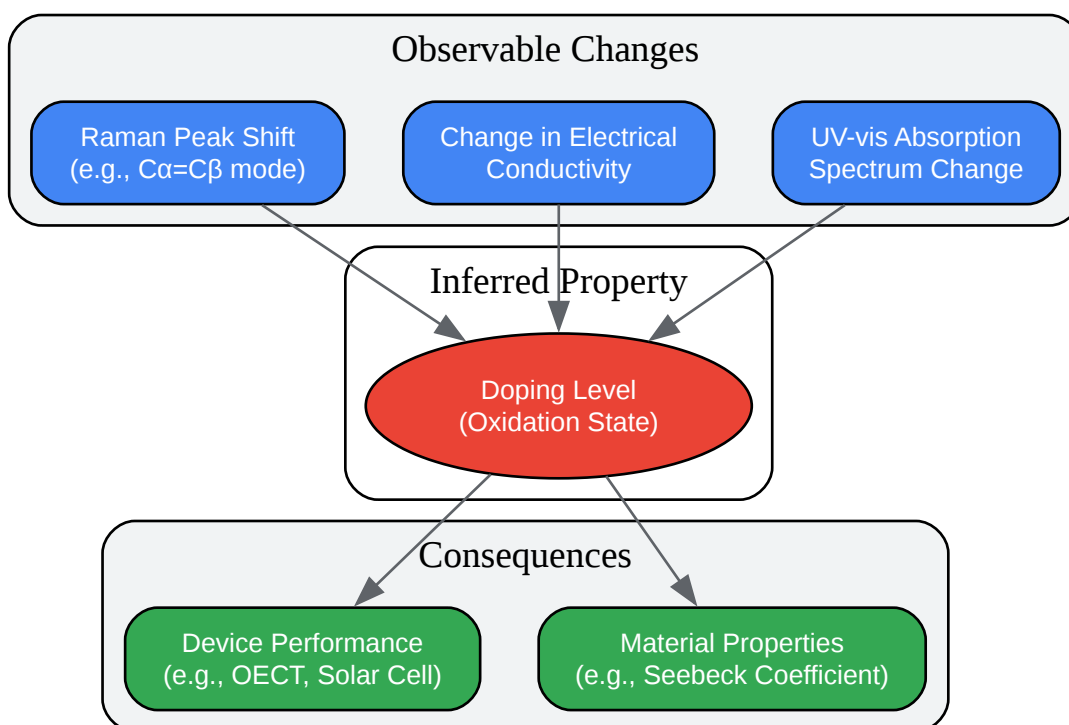 Observable Changes
Raman Peak Shift
(e.g., Cα=Cβ mode)
Change in Electrical
Conductivity
UV-vis Absorption
Spectrum Change
Inferred Property
Doping Level
(Oxidation State)
Consequences
Device Performance
(e.g., OECT, Solar Cell)
Material Properties
(e.g., Seebeck Coefficient)